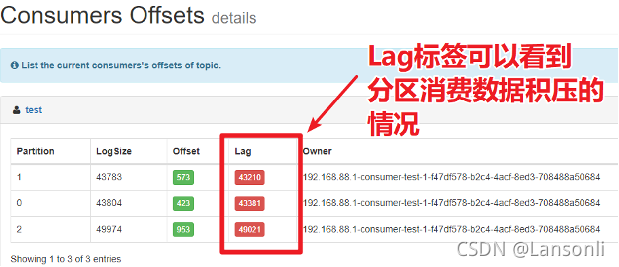 Consumers Offsets details
List the current consumers's offsets of topic.
Lag标签可以看到
分区消费数据积压的
情况
test
Partition LogSize Offset Lag Owner
1 43783 573 43210 192.168.88.1-consumer-test-1-f47df578-b2c4-4acf-8ed3-708488a50684
0 43804 423 43381 192.168.88.1-consumer-test-1-f47df578-b2c4-4acf-8ed3-708488a50684
2 49974 953 49021 192.168.88.1-consumer-test-1-f47df578-b2c4-4acf-8ed3-708488a50684
Showing 1 to 3 of 3 entries
CSDN @Lansonli